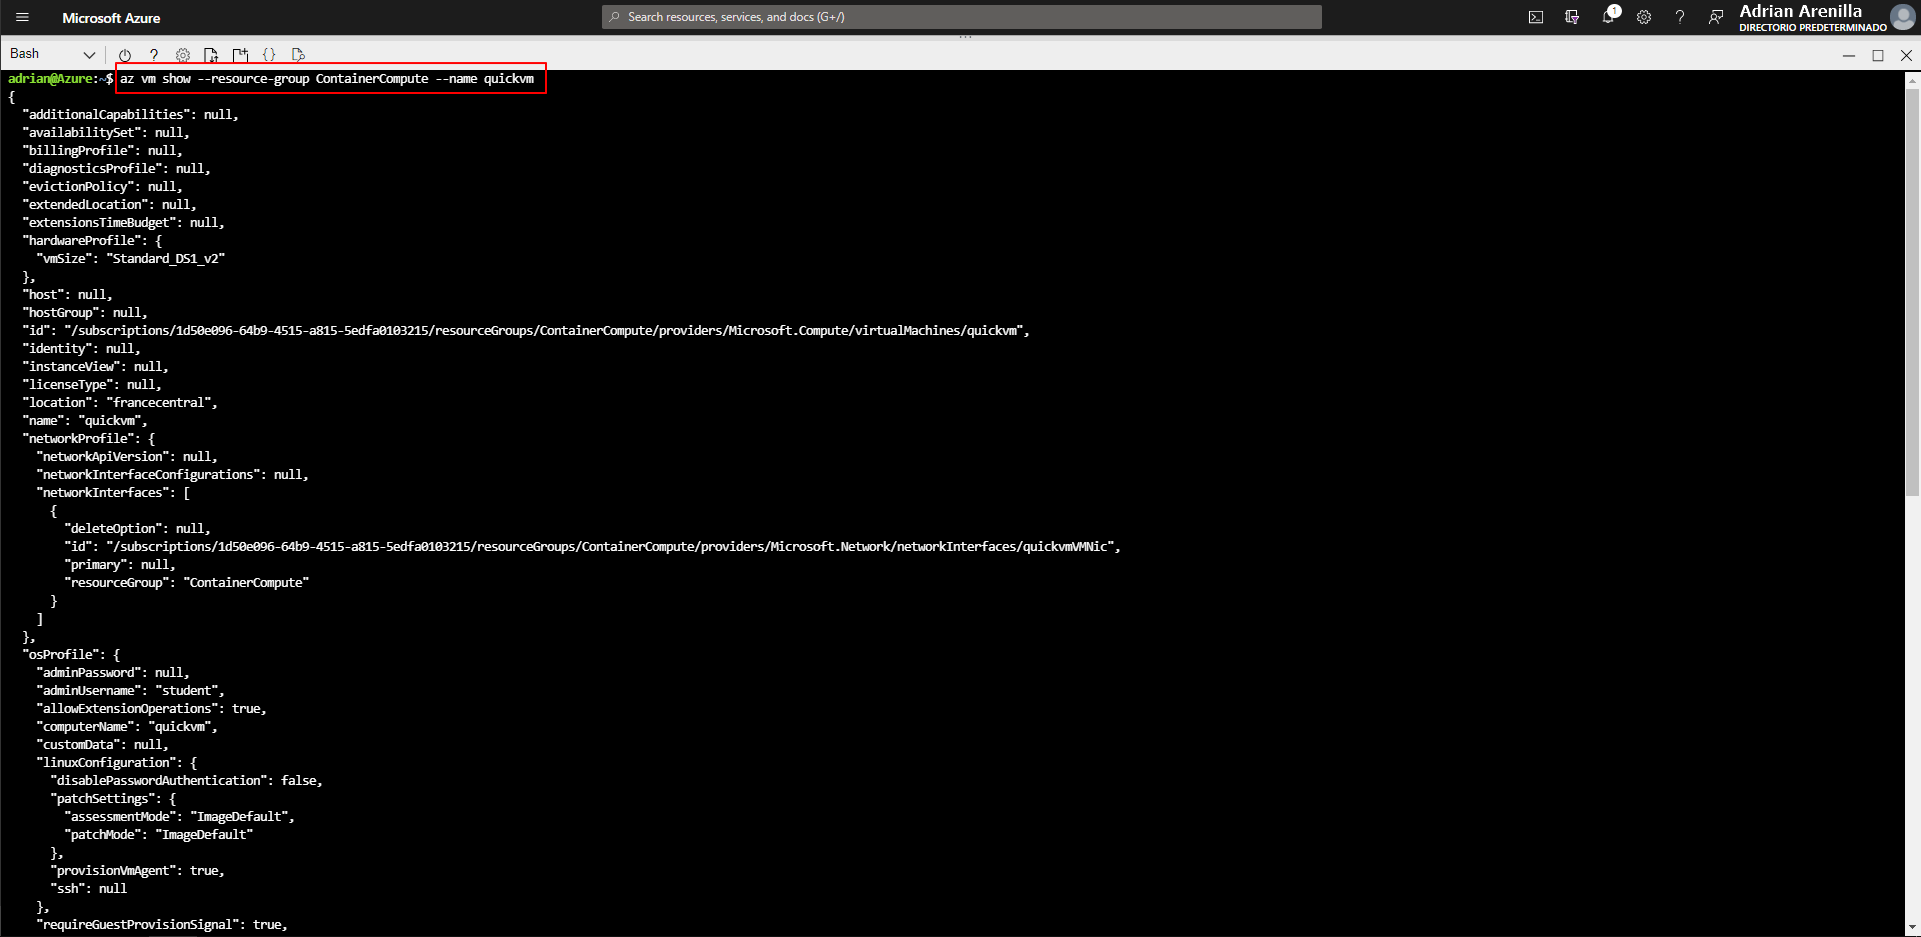 Microsoft Azure
Search resources, services, and docs (G+/)
1
Adrian Arenilla
DIRECTORIO PREDETERMINADO
Bash
adrian@Azure:~$ az vm show --resource-group ContainerCompute --name quickvm
{
  "additionalCapabilities": null,
  "availabilitySet": null,
  "billingProfile": null,
  "diagnosticsProfile": null,
  "evictionPolicy": null,
  "extendedLocation": null,
  "extensionsTimeBudget": null,
  "hardwareProfile": {
    "vmSize": "Standard_DS1_v2"
  },
  "host": null,
  "hostGroup": null,
  "id": "/subscriptions/1d50e096-64b9-4515-a815-5edfa0103215/resourceGroups/ContainerCompute/providers/Microsoft.Compute/virtualMachines/quickvm",
  "identity": null,
  "instanceView": null,
  "licenseType": null,
  "location": "francecentral",
  "name": "quickvm",
  "networkProfile": {
    "networkApiVersion": null,
    "networkInterfaceConfigurations": null,
    "networkInterfaces": [
      {
        "deleteOption": null,
        "id": "/subscriptions/1d50e096-64b9-4515-a815-5edfa0103215/resourceGroups/ContainerCompute/providers/Microsoft.Network/networkInterfaces/quickvmVMNic",
        "primary": null,
        "resourceGroup": "ContainerCompute"
      }
    ]
  },
  "osProfile": {
    "adminPassword": null,
    "adminUsername": "student",
    "allowExtensionOperations": true,
    "computerName": "quickvm",
    "customData": null,
    "linuxConfiguration": {
      "disablePasswordAuthentication": false,
      "patchSettings": {
        "assessmentMode": "ImageDefault",
        "patchMode": "ImageDefault"
      },
      "provisionVmAgent": true,
      "ssh": null
    },
    "requireGuestProvisionSignal": true,